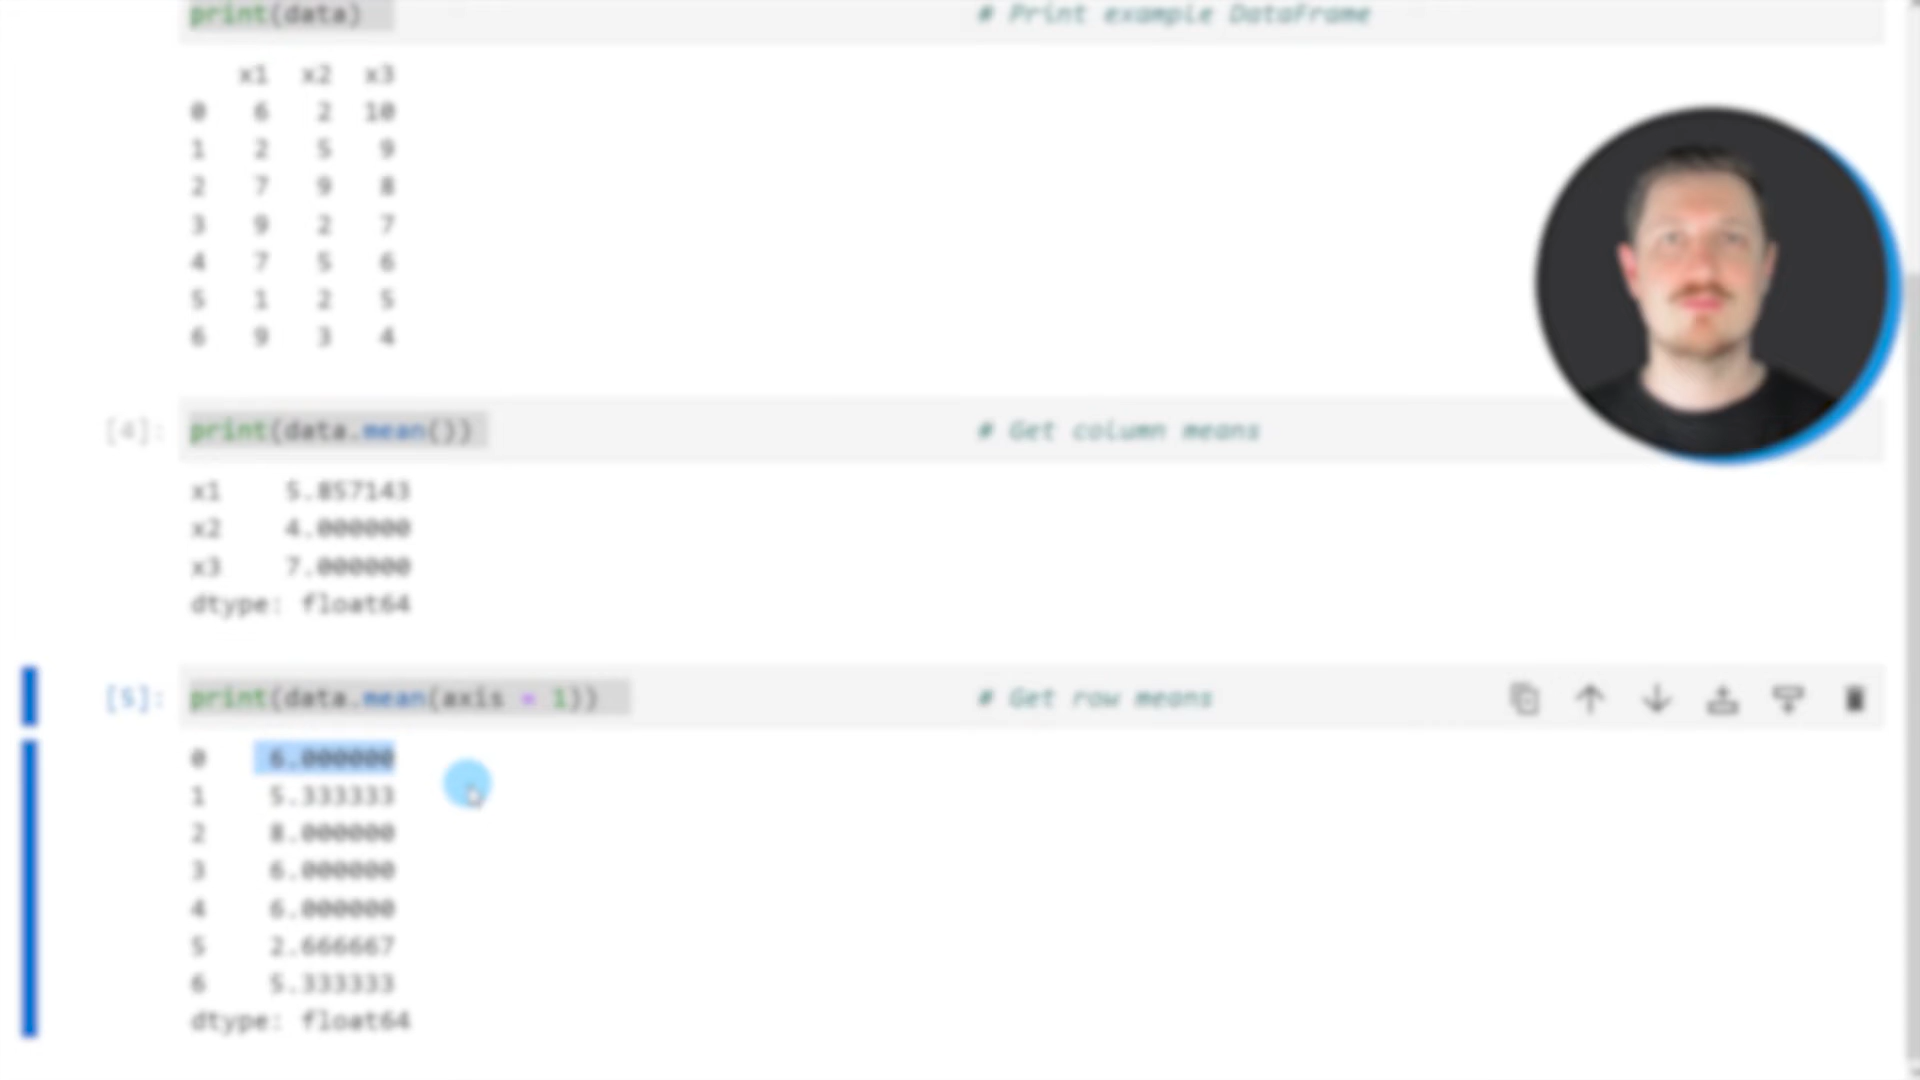 print(data) # Print example DataFrame
x1 x2 x3
0 6 2 10
1 2 5 9
2 7 9 8
3 9 2 7
4 7 5 6
5 1 2 5
6 9 3 4
[4]: print(data.mean()) # Get column means
x1 5.857143
x2 4.000000
x3 7.000000
dtype: float64
[5]: print(data.mean(axis = 1)) # Get row means
0 6.000000
1 5.333333
2 8.000000
3 6.000000
4 6.000000
5 2.666667
6 5.333333
dtype: float64